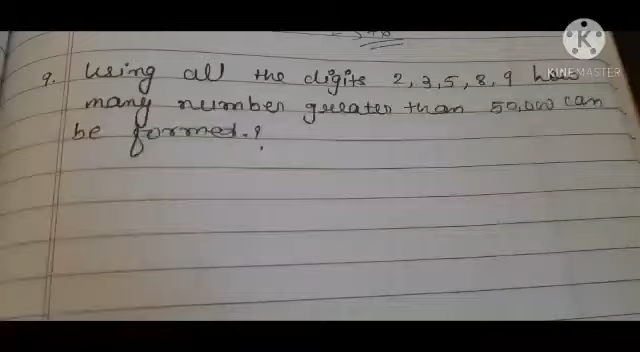 KINEMASTER
9. Using all the digits 2, 3, 5, 8, 9 how
many number greater than 50,000 can
be formed.?